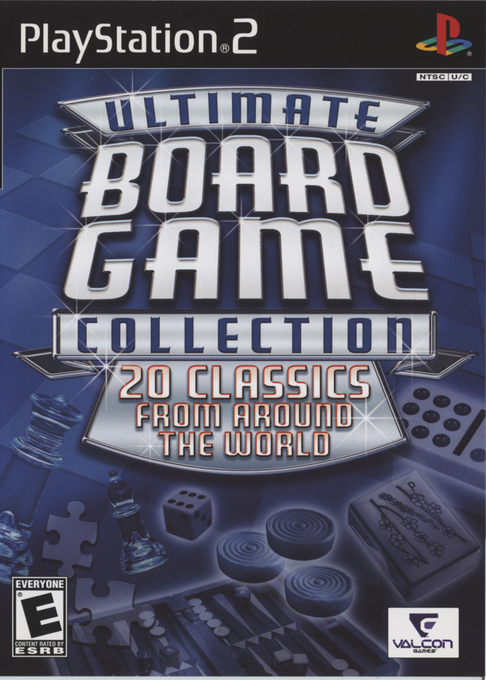 PlayStation®2
NTSC U/C
ULTIMATE
BOARD
GAME
COLLECTION
20 CLASSICS
FROM AROUND
THE WORLD
P
EVERYONE
E
®
CONTENT RATED BY
ESRB
VALCON
GAMES